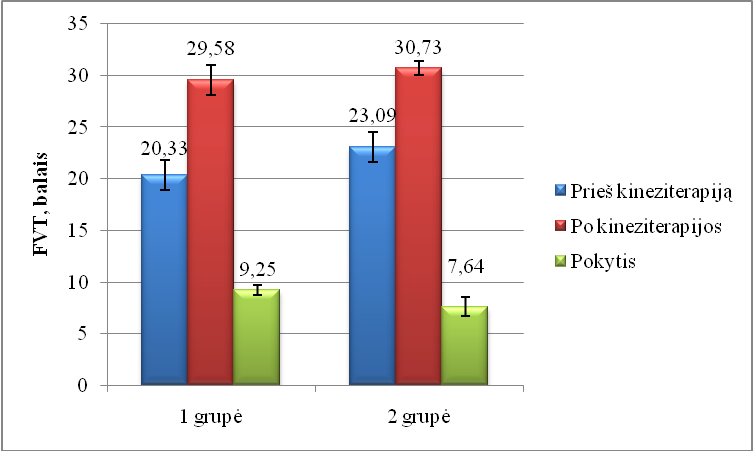 35
30
25
20
15
10
5
0
FVT, balais
20,33
29,58
9,25
23,09
30,73
7,64
1 grupė
2 grupė
Prieš kineziterapiją
Po kineziterapijos
Pokytis